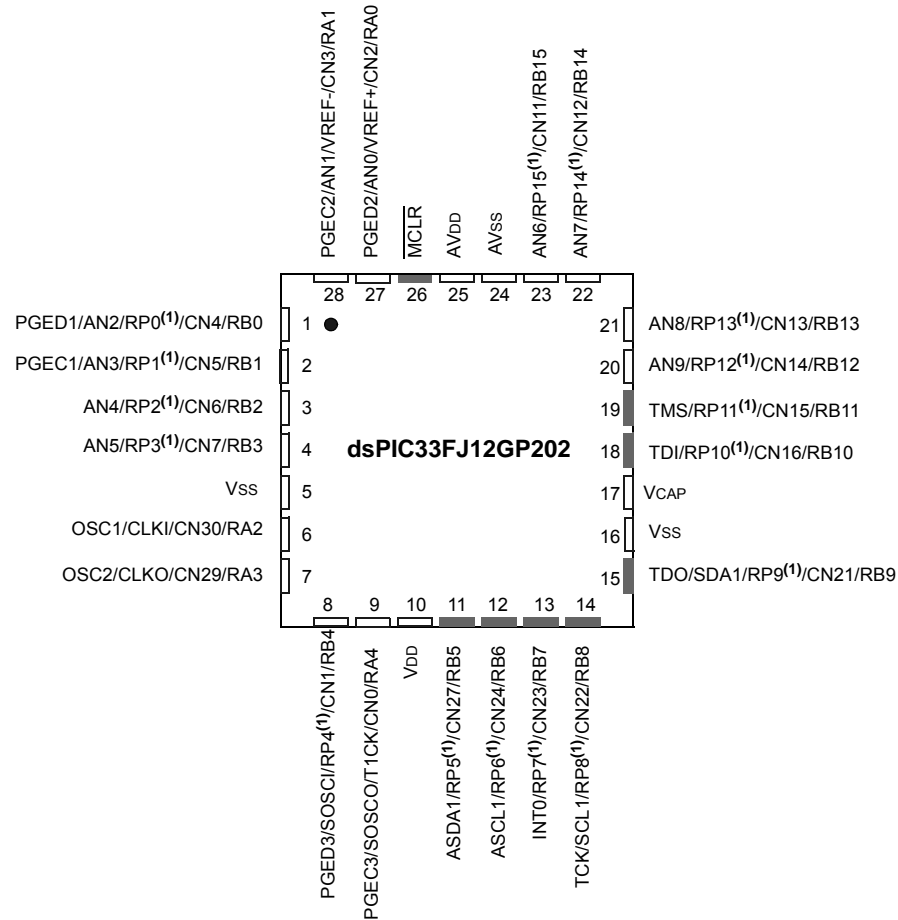 PGEC2/AN1/VREF-/CN3/RA1
PGED2/AN0/VREF+/CN2/RA0
MCLR
AVDD
AVSS
AN6/RP15(1)/CN11/RB15
AN7/RP14(1)/CN12/RB14
28 27 26 25 24 23 22
PGED1/AN2/RP0(1)/CN4/RB0 1
PGEC1/AN3/RP1(1)/CN5/RB1 2
AN4/RP2(1)/CN6/RB2 3
AN5/RP3(1)/CN7/RB3 4
VSS 5
OSC1/CLKI/CN30/RA2 6
OSC2/CLKO/CN29/RA3 7
dsPIC33FJ12GP202
21 AN8/RP13(1)/CN13/RB13
20 AN9/RP12(1)/CN14/RB12
19 TMS/RP11(1)/CN15/RB11
18 TDI/RP10(1)/CN16/RB10
17 VCAP
16 VSS
15 TDO/SDA1/RP9(1)/CN21/RB9
8 9 10 11 12 13 14
PGED3/SOSCI/RP4(1)/CN1/RB4
PGEC3/SOSCO/T1CK/CN0/RA4
VDD
ASDA1/RP5(1)/CN27/RB5
ASCL1/RP6(1)/CN24/RB6
INT0/RP7(1)/CN23/RB7
TCK/SCL1/RP8(1)/CN22/RB8